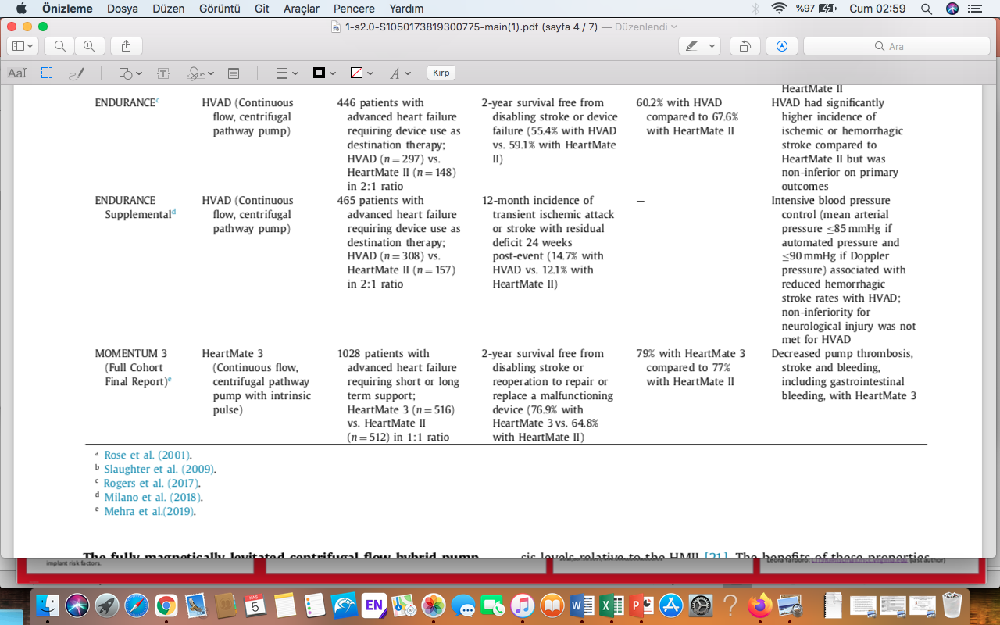 Önizleme Dosya Düzen Görüntü Git Araçlar Pencere Yardım %97 Cum 02:59
1-s2.0-S1050173819300775-main(1).pdf (sayfa 4 / 7) — Düzenlendi
Ara
AaI T A Kırp
HeartMate II
ENDURANCEc
HVAD (Continuous
flow, centrifugal
pathway pump)
446 patients with
advanced heart failure
requiring device use as
destination therapy;
HVAD (n = 297) vs.
HeartMate II (n = 148)
in 2:1 ratio
2-year survival free from
disabling stroke or device
failure (55.4% with HVAD
vs. 59.1% with HeartMate
II)
60.2% with HVAD
compared to 67.6%
with HeartMate II
HVAD had significantly
higher incidence of
ischemic or hemorrhagic
stroke compared to
HeartMate II but was
non-inferior on primary
outcomes
ENDURANCE
Supplementald
HVAD (Continuous
flow, centrifugal
pathway pump)
465 patients with
advanced heart failure
requiring device use as
destination therapy;
HVAD (n = 308) vs.
HeartMate II (n = 157)
in 2:1 ratio
12-month incidence of
transient ischemic attack
or stroke with residual
deficit 24 weeks
post-event (14.7% with
HVAD vs. 12.1% with
HeartMate II)
–
Intensive blood pressure
control (mean arterial
pressure ≤85 mmHg if
automated pressure and
≤90 mmHg if Doppler
pressure) associated with
reduced hemorrhagic
stroke rates with HVAD;
non-inferiority for
neurological injury was not
met for HVAD
MOMENTUM 3
(Full Cohort
Final Report)e
HeartMate 3
(Continuous flow,
centrifugal pathway
pump with intrinsic
pulse)
1028 patients with
advanced heart failure
requiring short or long
term support;
HeartMate 3 (n = 516)
vs. HeartMate II
(n = 512) in 1:1 ratio
2-year survival free from
disabling stroke or
reoperation to repair or
replace a malfunctioning
device (76.9% with
HeartMate 3 vs. 64.8%
with HeartMate II)
79% with HeartMate 3
compared to 77%
with HeartMate II
Decreased pump thrombosis,
stroke and bleeding,
including gastrointestinal
bleeding, with HeartMate 3
a Rose et al. (2001).
b Slaughter et al. (2009).
c Rogers et al. (2017).
d Milano et al. (2018).
e Mehra et al.(2019).
The fully magnetically levitated centrifugal flow hybrid pump
sis levels relative to the HMII [21]. The benefits of these properties
implant risk factors.
author)
KAS
5
EN